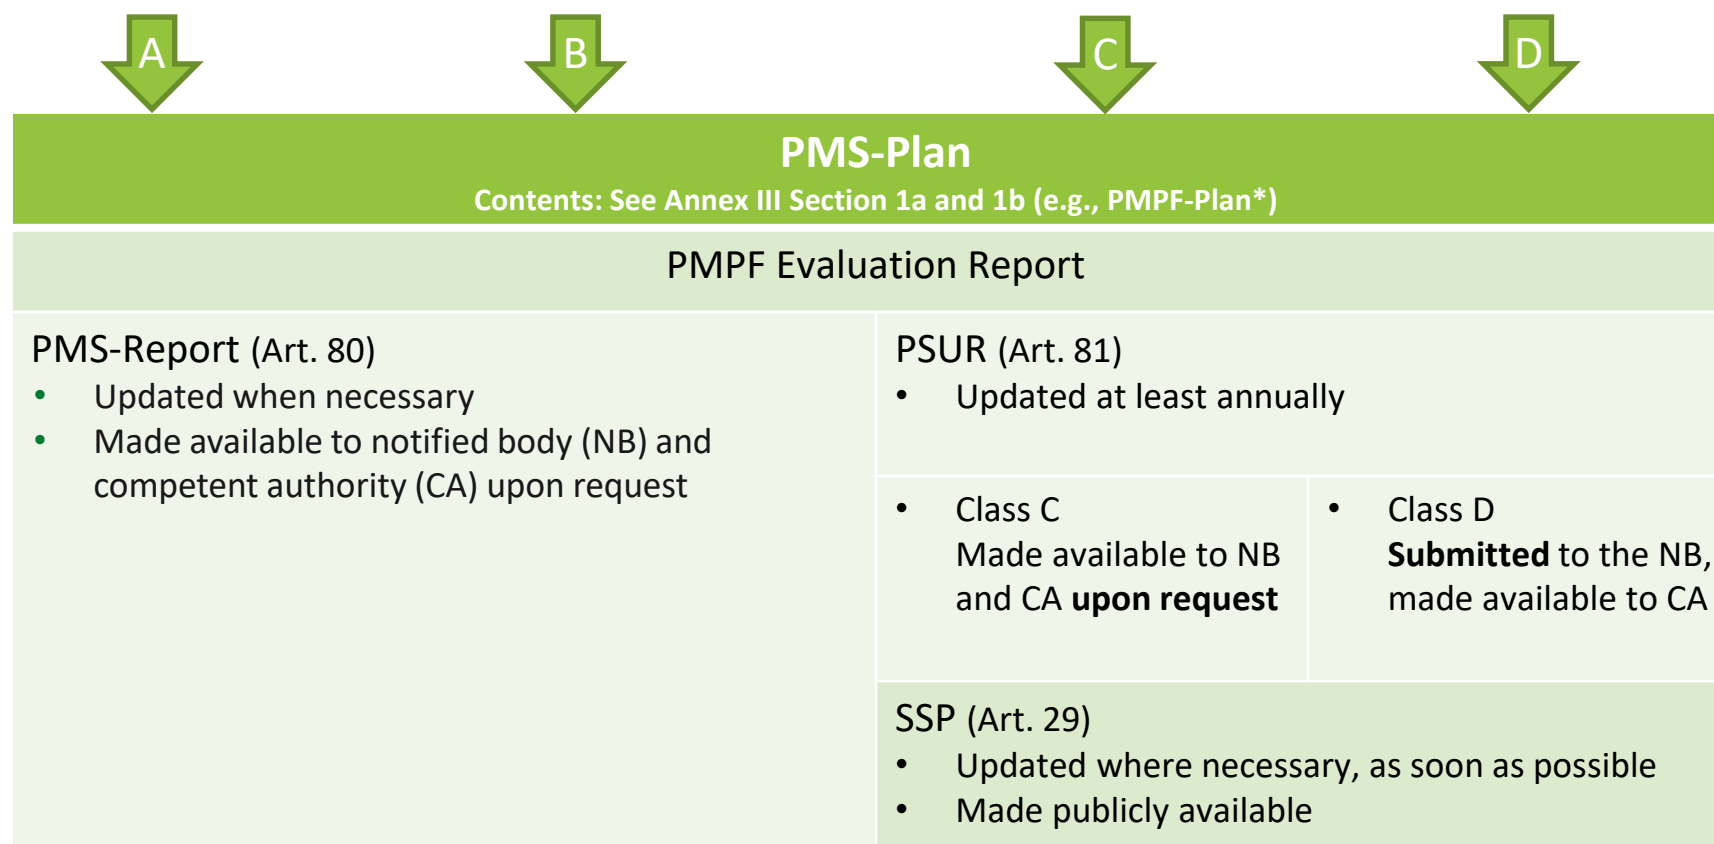 A
B
C
D
PMS-Plan
Contents: See Annex III Section 1a and 1b (e.g., PMPF-Plan*)
PMPF Evaluation Report
PMS-Report (Art. 80)
• Updated when necessary
• Made available to notified body (NB) and
competent authority (CA) upon request
PSUR (Art. 81)
• Updated at least annually
• Class C
Made available to NB
and CA upon request
• Class D
Submitted to the NB,
made available to CA
SSP (Art. 29)
• Updated where necessary, as soon as possible
• Made publicly available